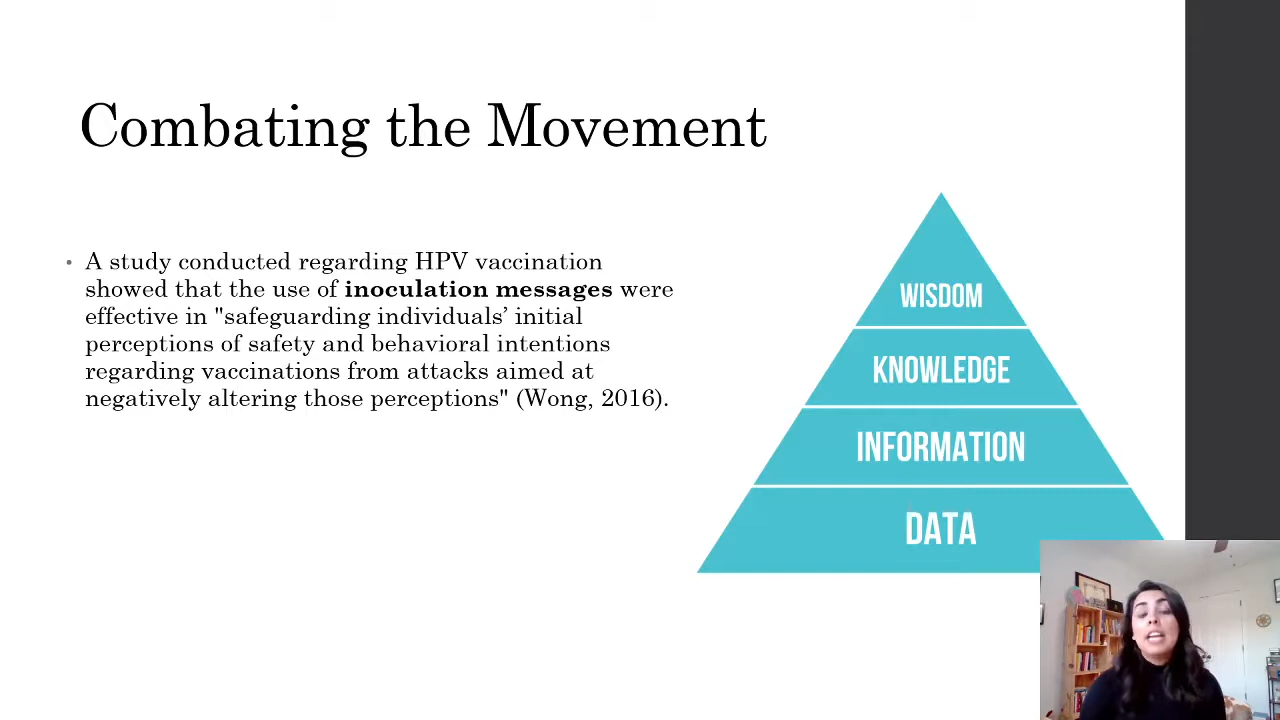 Combating the Movement
• A study conducted regarding HPV vaccination
showed that the use of inoculation messages were
effective in "safeguarding individuals’ initial
perceptions of safety and behavioral intentions
regarding vaccinations from attacks aimed at
negatively altering those perceptions" (Wong, 2016).
WISDOM
KNOWLEDGE
INFORMATION
DATA